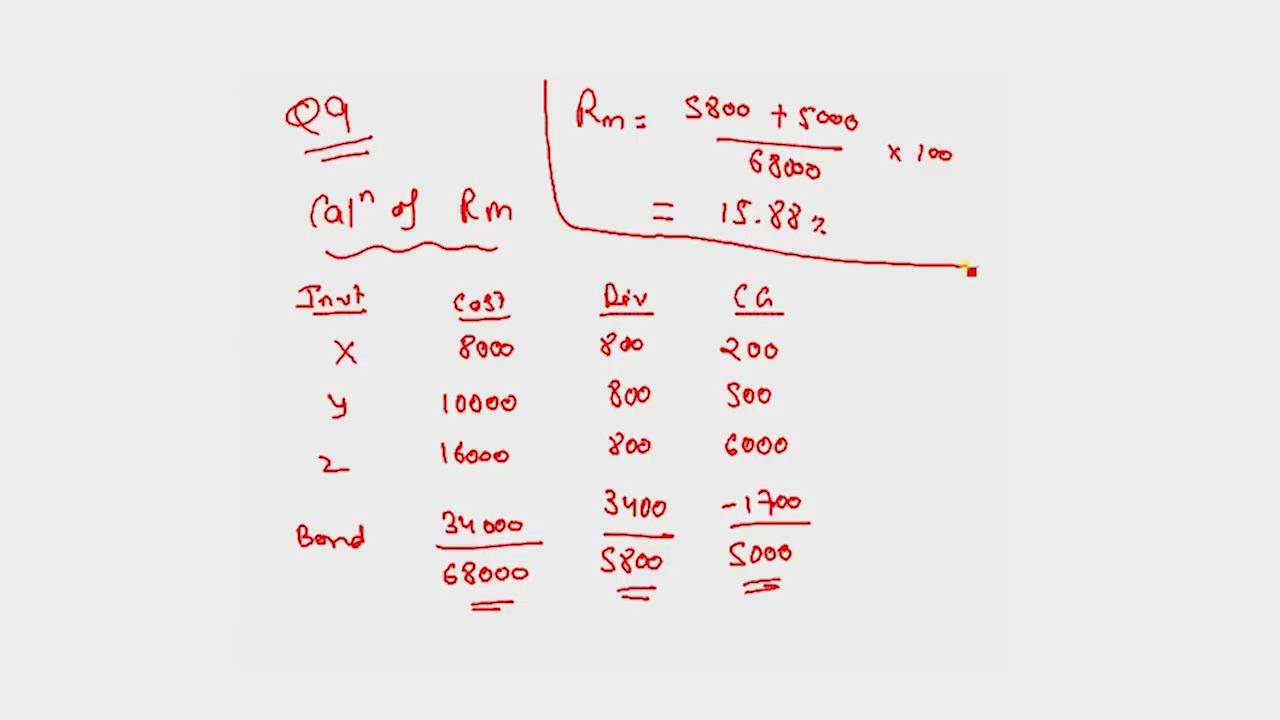 Q9
Rm = 5800 + 5000
68000
x 100
= 15.88%
Calⁿ of Rm
Invt Cost Div CG
X 8000 800 200
Y 10000 800 500
Z 16000 800 6000
Bond 34000 3400 -1700
68000 5800 5000